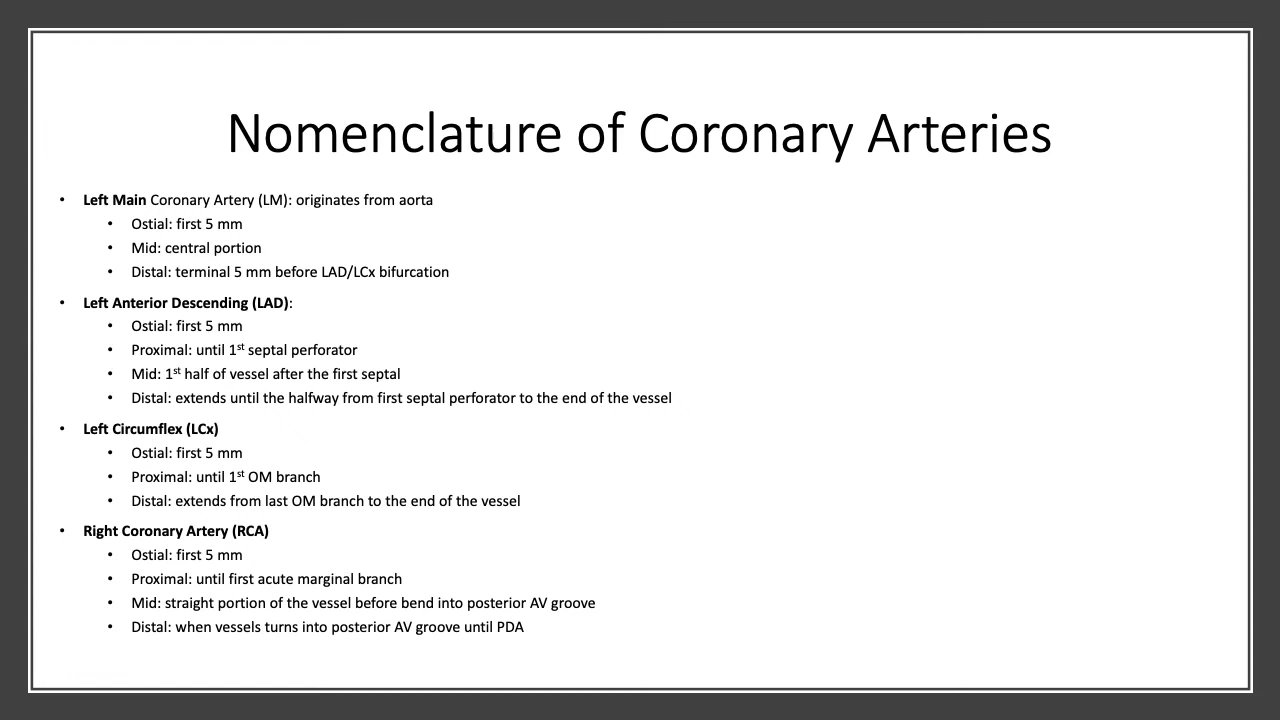 Nomenclature of Coronary Arteries
• Left Main Coronary Artery (LM): originates from aorta
• Ostial: first 5 mm
• Mid: central portion
• Distal: terminal 5 mm before LAD/LCx bifurcation
• Left Anterior Descending (LAD):
• Ostial: first 5 mm
• Proximal: until 1st septal perforator
• Mid: 1st half of vessel after the first septal
• Distal: extends until the halfway from first septal perforator to the end of the vessel
• Left Circumflex (LCx)
• Ostial: first 5 mm
• Proximal: until 1st OM branch
• Distal: extends from last OM branch to the end of the vessel
• Right Coronary Artery (RCA)
• Ostial: first 5 mm
• Proximal: until first acute marginal branch
• Mid: straight portion of the vessel before bend into posterior AV groove
• Distal: when vessels turns into posterior AV groove until PDA